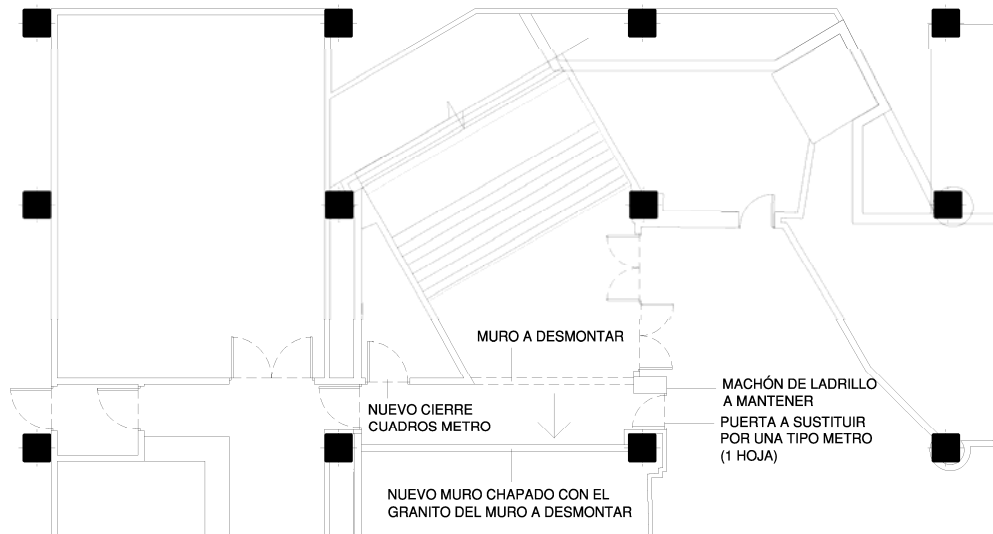 MURO A DESMONTAR
MACHÓN DE LADRILLO
A MANTENER
NUEVO CIERRE
CUADROS METRO
PUERTA A SUSTITUIR
POR UNA TIPO METRO
(1 HOJA)
NUEVO MURO CHAPADO CON EL
GRANITO DEL MURO A DESMONTAR